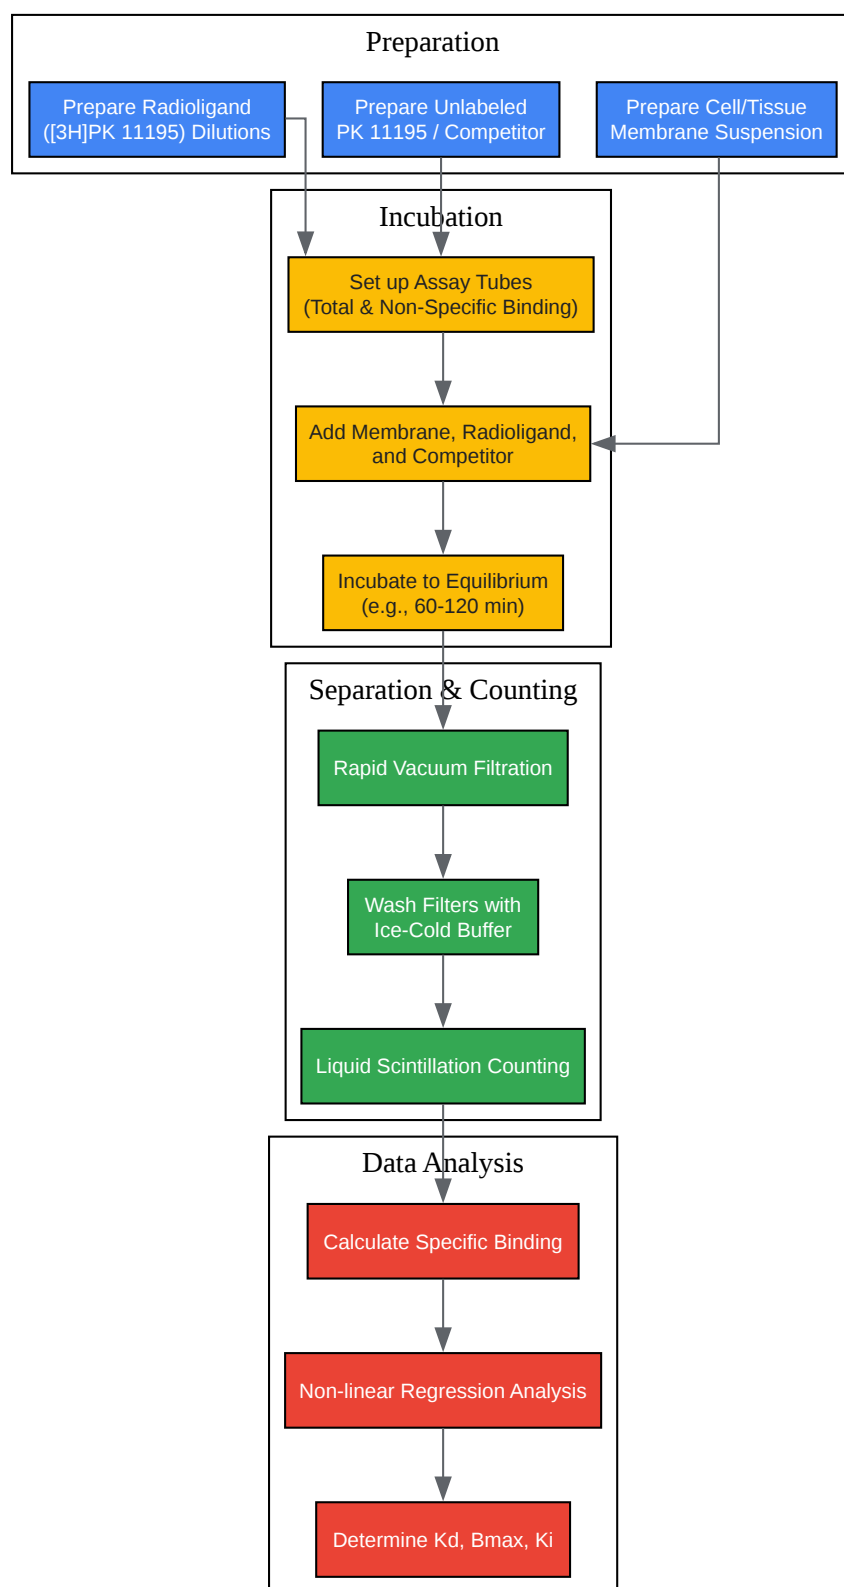 Preparation
Prepare Radioligand
([3H]PK 11195) Dilutions
Prepare Unlabeled
PK 11195 / Competitor
Prepare Cell/Tissue
Membrane Suspension
Incubation
Set up Assay Tubes
(Total & Non-Specific Binding)
Add Membrane, Radioligand,
and Competitor
Incubate to Equilibrium
(e.g., 60-120 min)
Separation & Counting
Rapid Vacuum Filtration
Wash Filters with
Ice-Cold Buffer
Liquid Scintillation Counting
Data Analysis
Calculate Specific Binding
Non-linear Regression Analysis
Determine Kd, Bmax, Ki